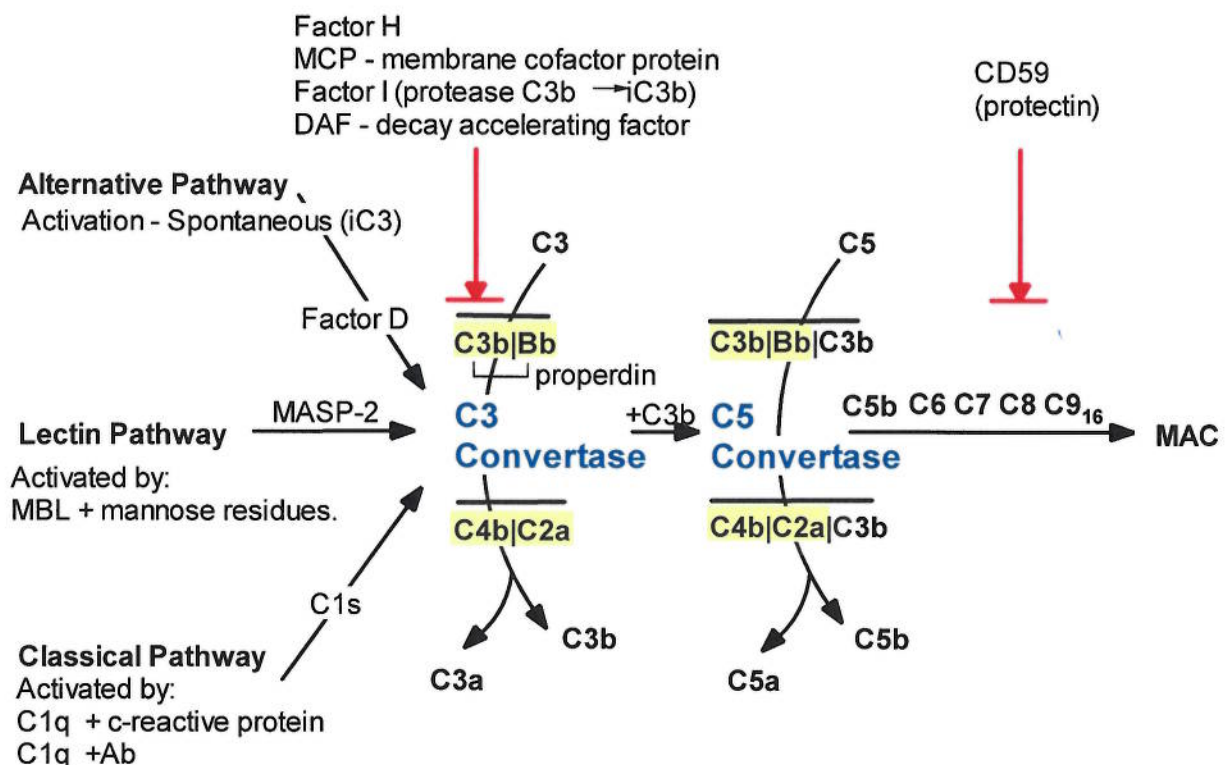 Factor H
MCP - membrane cofactor protein
Factor I (protease C3b →iC3b)
DAF - decay accelerating factor
CD59
(protectin)
Alternative Pathway
Activation - Spontaneous (iC3)
Factor D
C3
C3b|Bb
properdin
C3
Convertase
+C3b
C5
C3b|Bb|C3b
C5
Convertase
C5b C6 C7 C8 C9₁₆
MAC
MASP-2
Lectin Pathway
Activated by:
MBL + mannose residues.
C4b|C2a
C4b|C2a|C3b
C1s
C3b
C3a
C5b
C5a
Classical Pathway
Activated by:
C1q + c-reactive protein
C1q +Ab